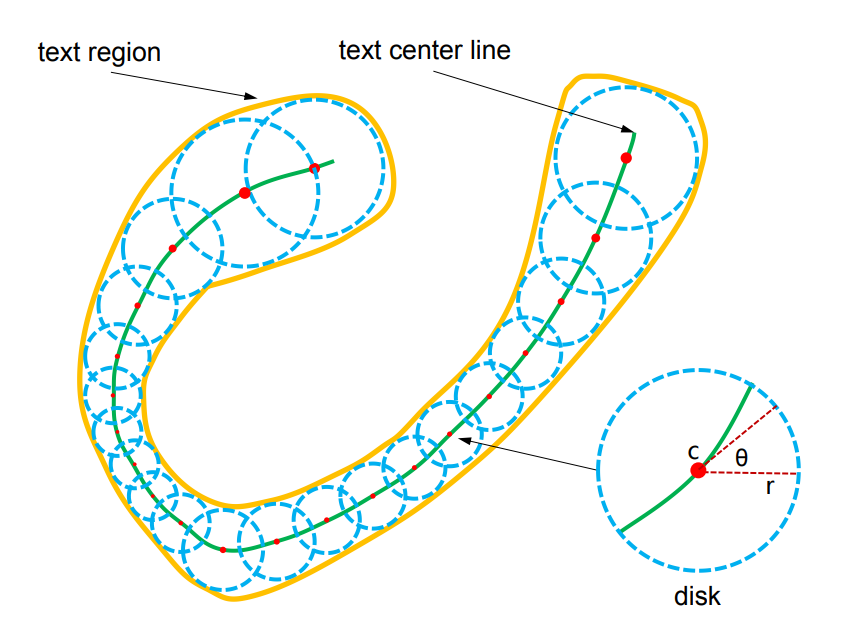 text region
text center line
c
θ
r
disk